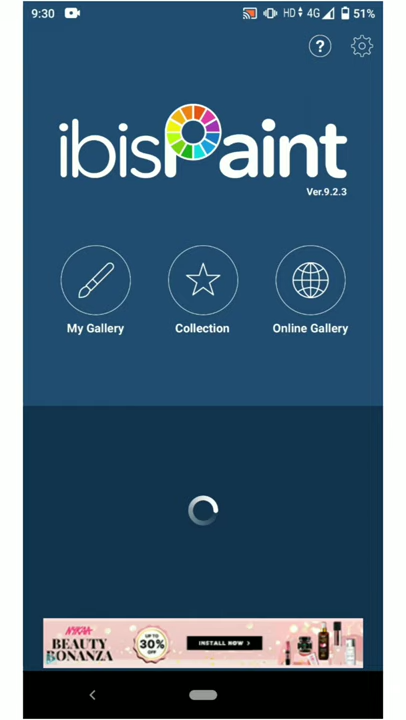 9:30 HD 4G 51%
?
ibisPaint
Ver.9.2.3
My Gallery Collection Online Gallery
NYKAA
BEAUTY
BONANZA
UP TO
30%
OFF
INSTALL NOW >